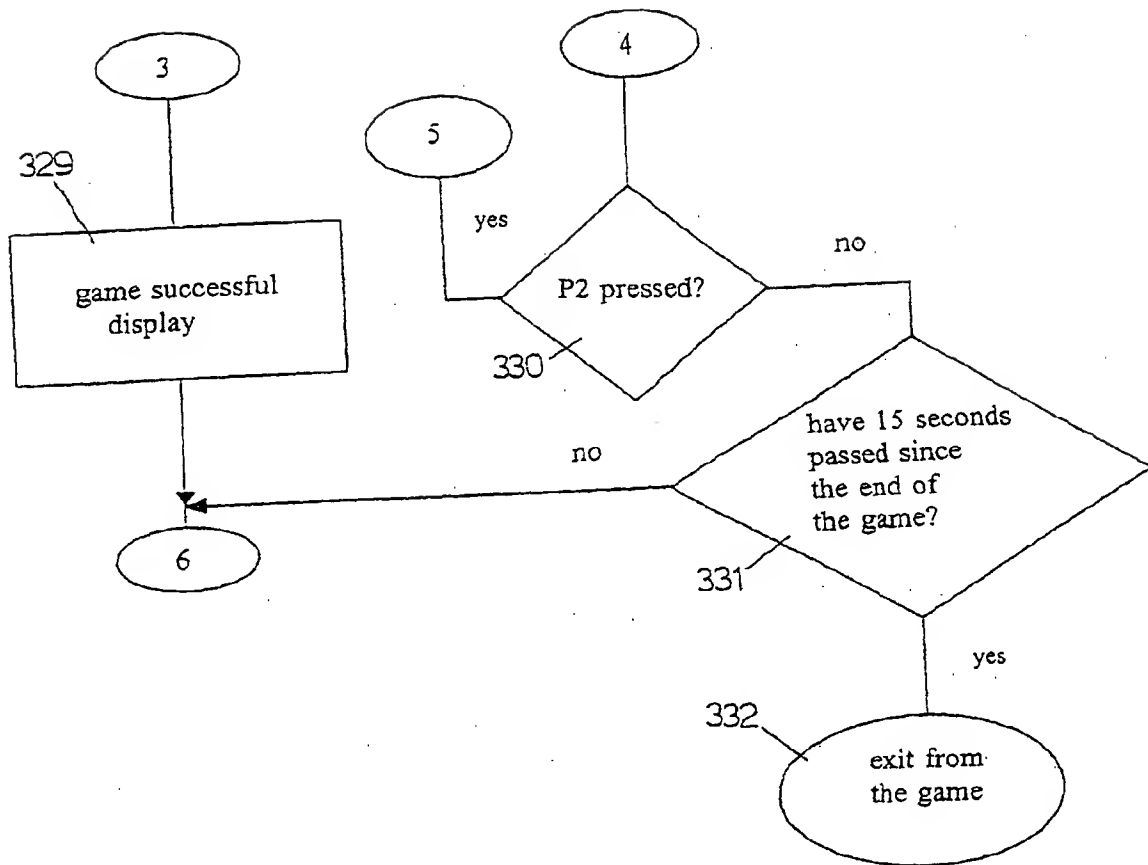 3
4
5
329
yes
no
game successful
display
P2 pressed?
330
have 15 seconds
passed since
the end of
the game?
no
331
6
yes
332
exit from
the game